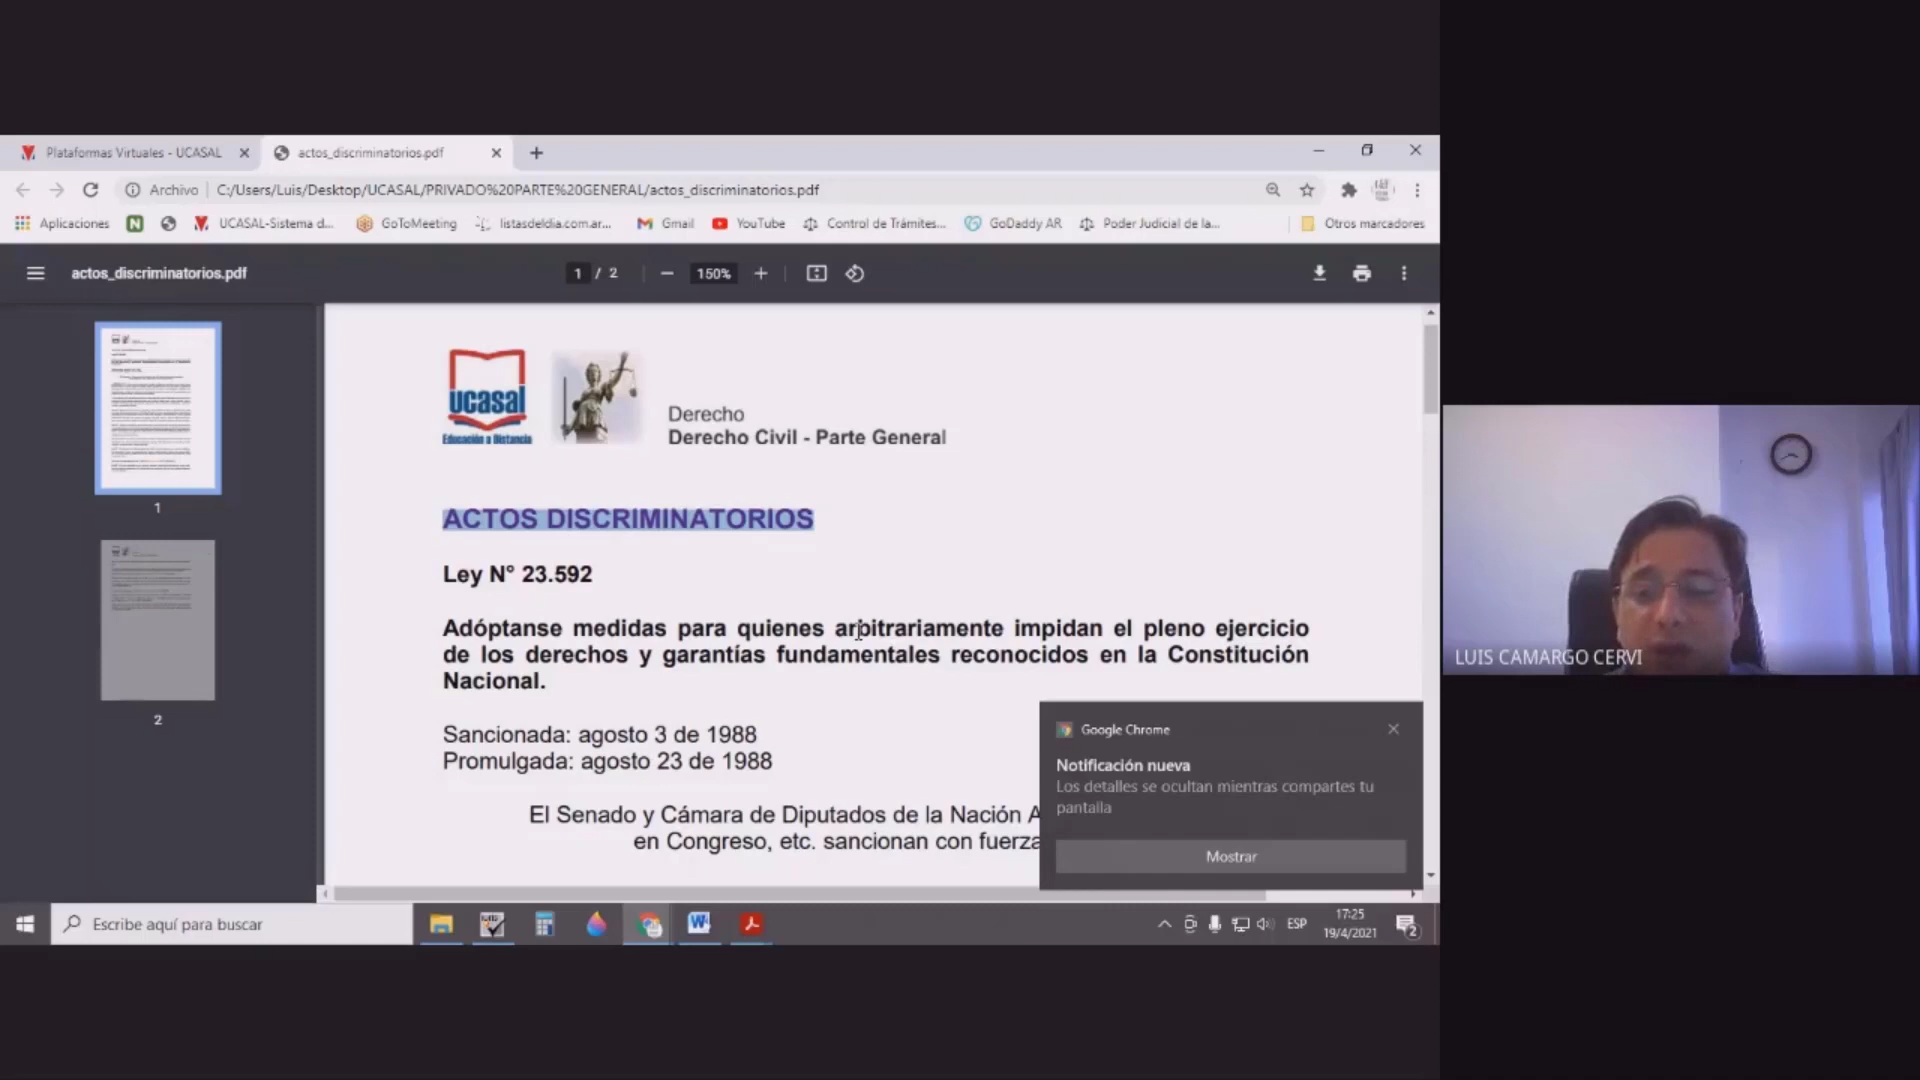 Plataformas Virtuales - UCASAL
actos_discriminatorios.pdf
Archivo
C:/Users/Luis/Desktop/UCASAL/PRIVADO%20PARTE%20GENERAL/actos_discriminatorios.pdf
Aplicaciones
N
UCASAL-Sistema d...
GoToMeeting
listasdeldia.com.ar...
Gmail
YouTube
Control de Trámites...
GoDaddy AR
Poder Judicial de la...
Otros marcadores
actos_discriminatorios.pdf
1 / 2
150%
ucasal
Educación a Distancia
Derecho
Derecho Civil - Parte General
ACTOS DISCRIMINATORIOS
Ley N° 23.592
Adóptanse medidas para quienes arbitrariamente impidan el pleno ejercicio
de los derechos y garantías fundamentales reconocidos en la Constitución
Nacional.
Sancionada: agosto 3 de 1988
Promulgada: agosto 23 de 1988
El Senado y Cámara de Diputados de la Nación A
en Congreso, etc. sancionan con fuerza
1
2
Google Chrome
Notificación nueva
Los detalles se ocultan mientras compartes tu
pantalla
Mostrar
Escribe aquí para buscar
W
ESP
17:25
19/4/2021
2
LUIS CAMARGO CERVI